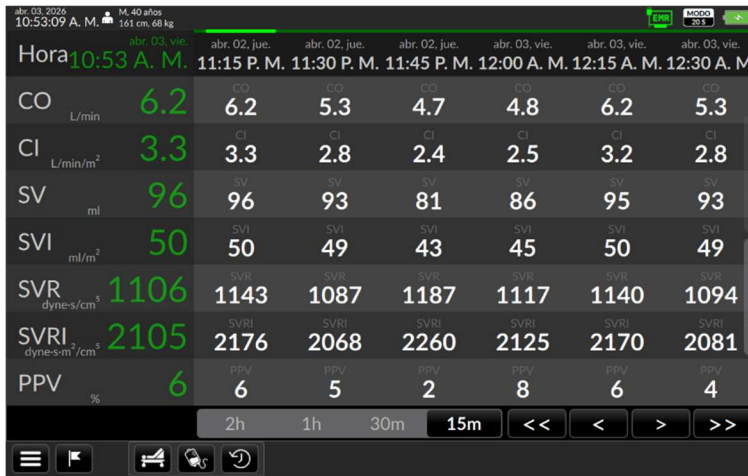 abr. 03, 2026
10:53:09 A. M.
M, 40 años
161 cm, 68 kg
EMR
MODO
20 S
Hora
abr. 03, vie.
10:53 A. M.
abr. 02, jue. abr. 02, jue. abr. 02, jue. abr. 03, vie. abr. 03, vie. abr. 03, vie.
11:15 P. M. 11:30 P. M. 11:45 P. M. 12:00 A. M. 12:15 A. M. 12:30 A. M
CO L/min 6.2
CO CO CO CO CO CO
6.2 5.3 4.7 4.8 6.2 5.3
CI L/min/m² 3.3
CI CI CI CI CI CI
3.3 2.8 2.4 2.5 3.2 2.8
SV ml 96
SV SV SV SV SV SV
96 93 81 86 95 93
SVI ml/m² 50
SVI SVI SVI SVI SVI SVI
50 49 43 45 50 49
SVR dyne·s/cm⁵ 1106
SVR SVR SVR SVR SVR SVR
1143 1087 1187 1117 1140 1094
SVRI dyne·s·m²/cm⁵ 2105
SVRI SVRI SVRI SVRI SVRI SVRI
2176 2068 2260 2125 2170 2081
PPV % 6
PPV PPV PPV PPV PPV PPV
6 5 2 8 6 4
2h 1h 30m 15m << < > >>